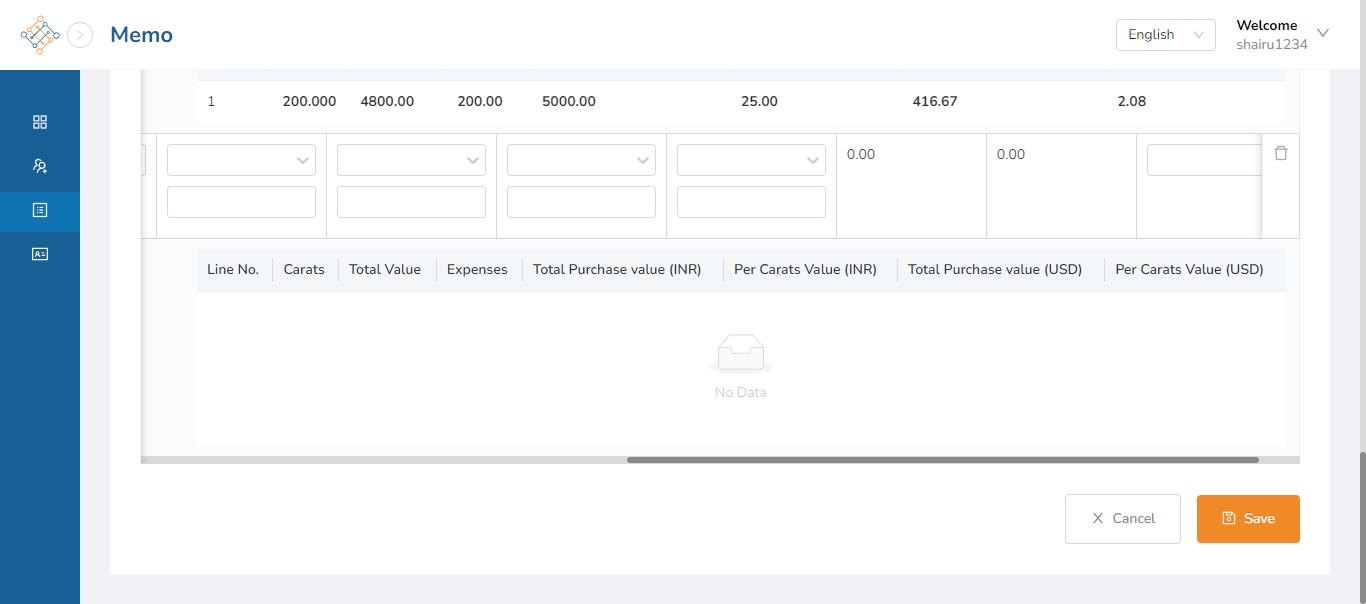 Memo
English
Welcome
shairu1234
1 200.000 4800.00 200.00 5000.00 25.00 416.67 2.08
0.00 0.00
Line No. Carats Total Value Expenses Total Purchase value (INR) Per Carats Value (INR) Total Purchase value (USD) Per Carats Value (USD)
No Data
Cancel Save